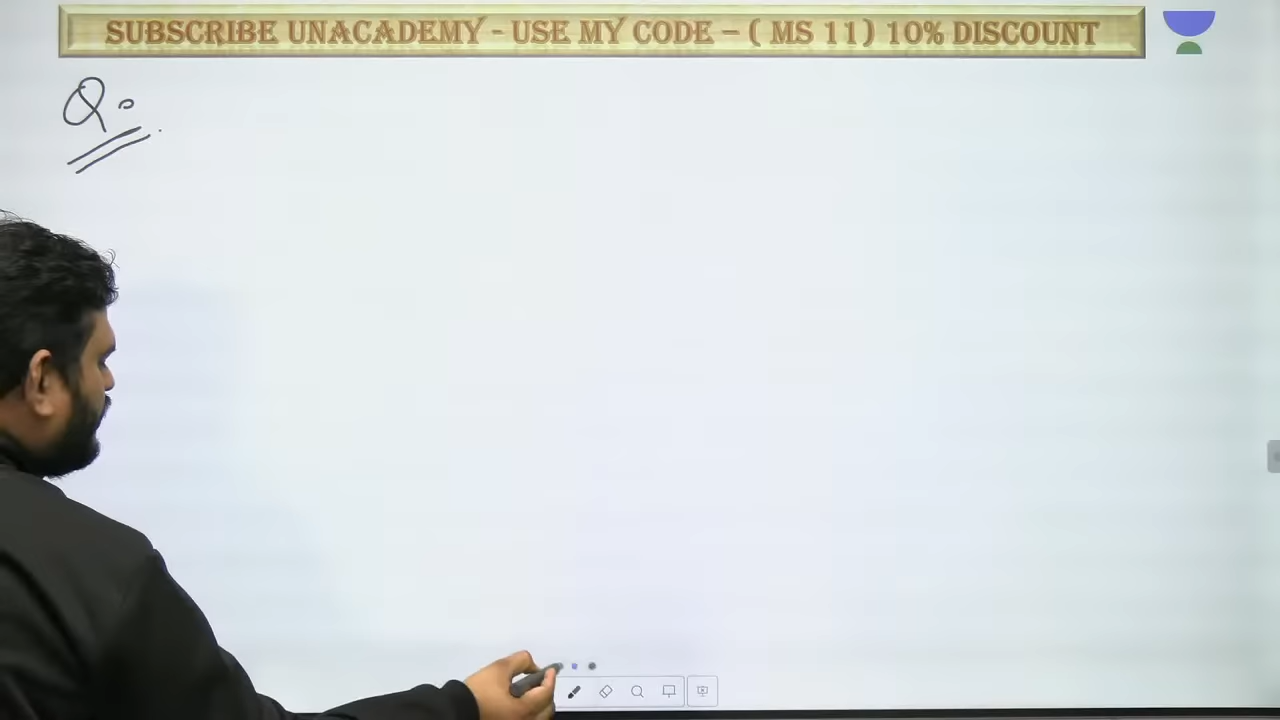 SUBSCRIBE UNACADEMY - USE MY CODE – ( MS 11) 10% DISCOUNT
Q.